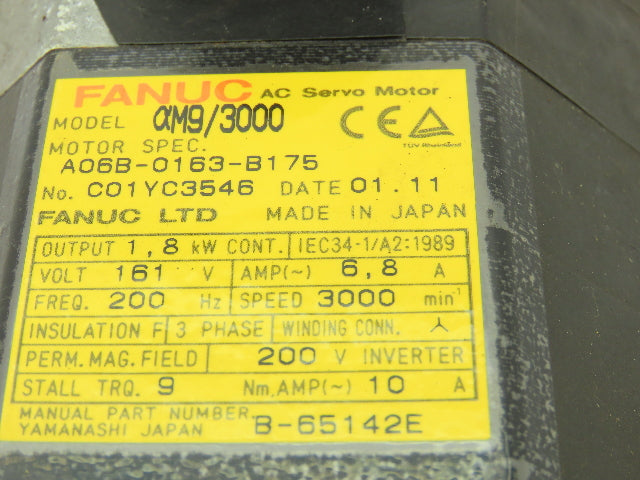 FANUC AC Servo Motor
MODEL αM9/3000
MOTOR SPEC.
A06B-0163-B175
No. C01YC3546 DATE 01.11
FANUC LTD MADE IN JAPAN
CE TÜV Rheinland
OUTPUT 1,8 kW CONT. IEC34-1/A2:1989
VOLT 161 V AMP(~) 6,8 A
FREQ. 200 Hz SPEED 3000 min⁻¹
INSULATION F 3 PHASE WINDING CONN.
PERM.MAG.FIELD 200 V INVERTER
STALL TRQ. 9 Nm,AMP(~) 10 A
MANUAL PART NUMBER.
YAMANASHI JAPAN B-65142E